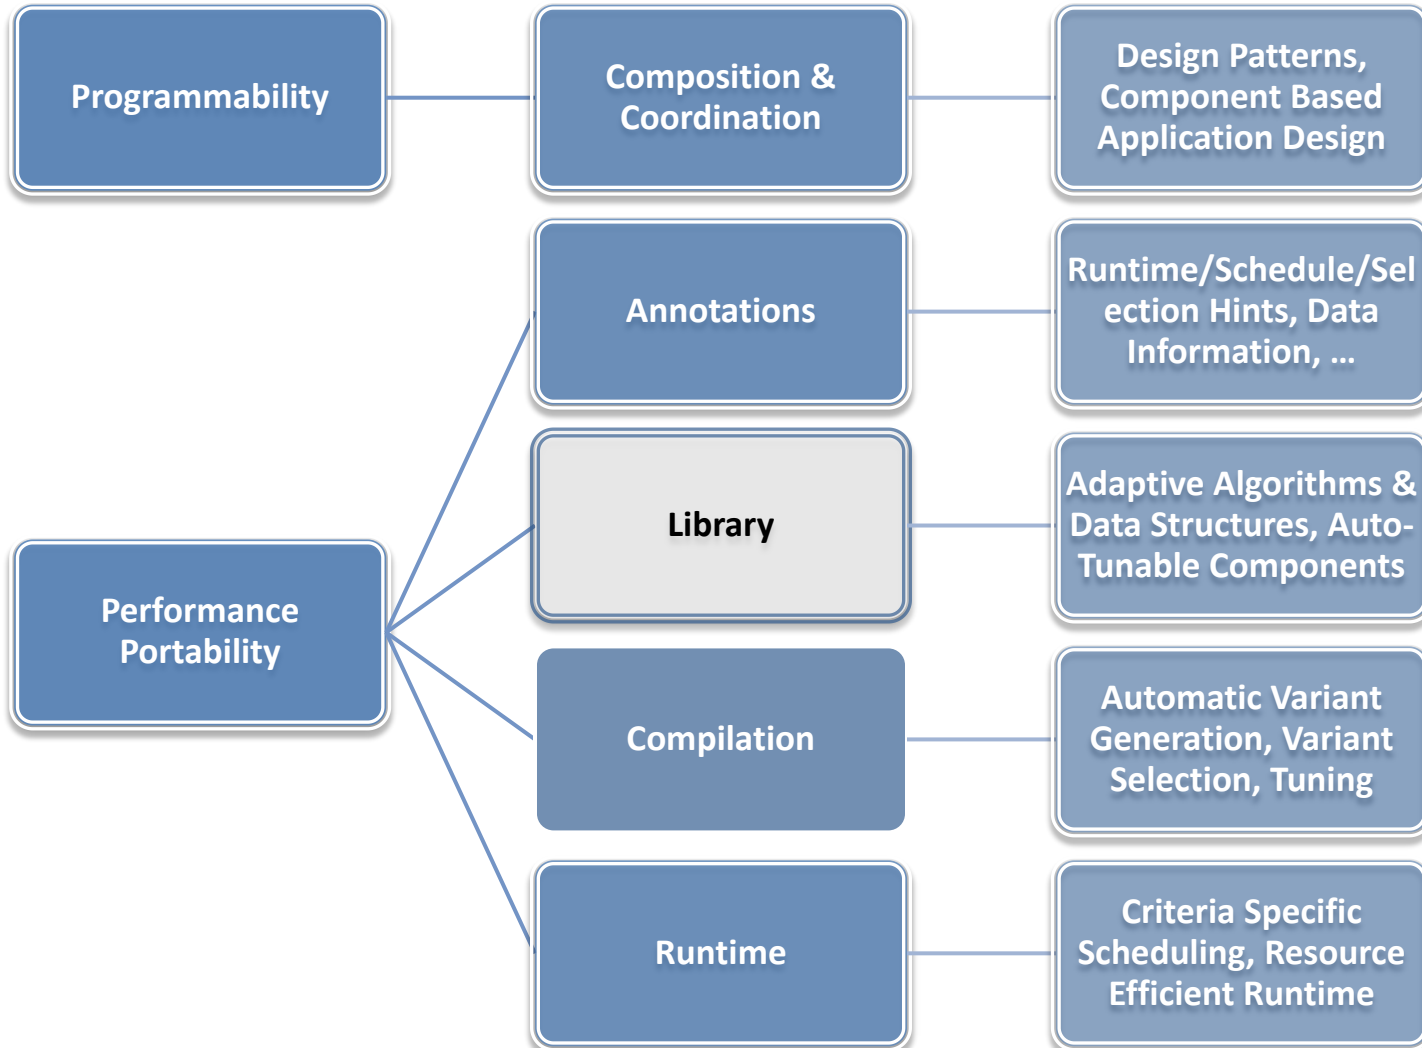 Programmability
Composition &
Coordination
Design Patterns,
Component Based
Application Design
Annotations
Runtime/Schedule/Sel
ection Hints, Data
Information, ...
Performance
Portability
Library
Adaptive Algorithms &
Data Structures, Auto-
Tunable Components
Compilation
Automatic Variant
Generation, Variant
Selection, Tuning
Runtime
Criteria Specific
Scheduling, Resource
Efficient Runtime